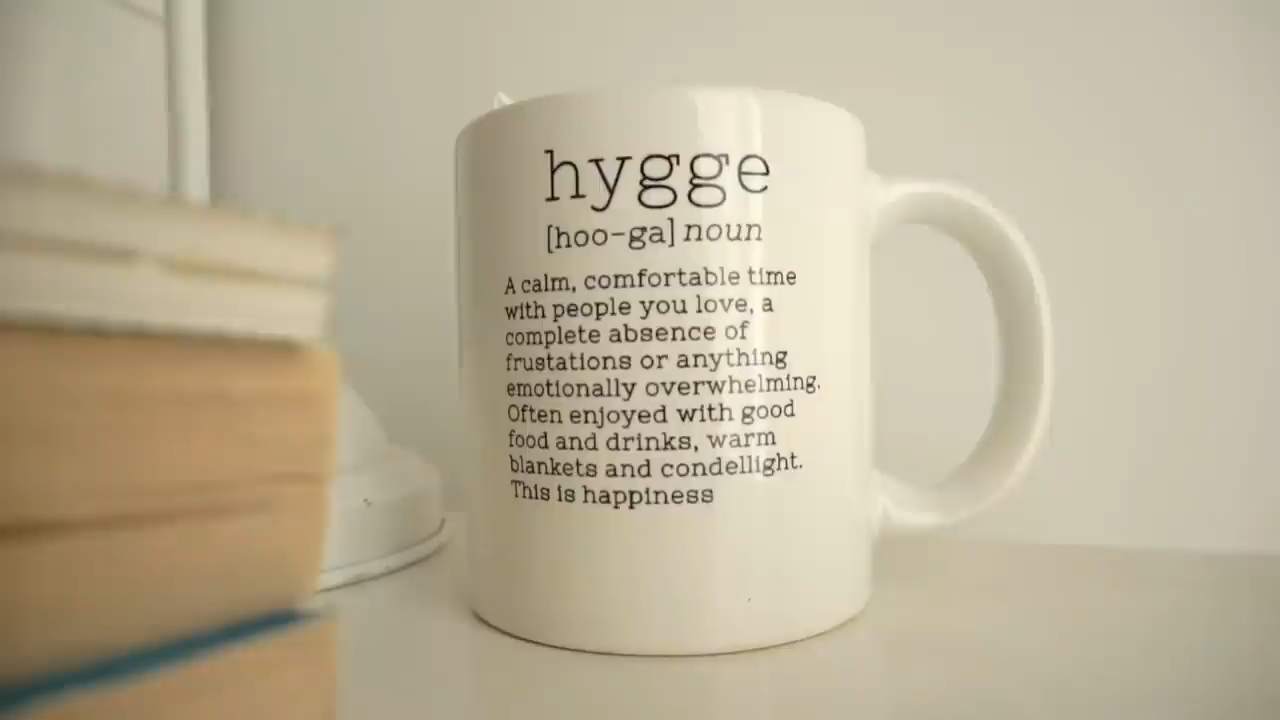 hygge
[hoo-ga] noun
A calm, comfortable time
with people you love, a
complete absence of
frustations or anything
emotionally overwhelming.
Often enjoyed with good
food and drinks, warm
blankets and condellight.
This is happiness